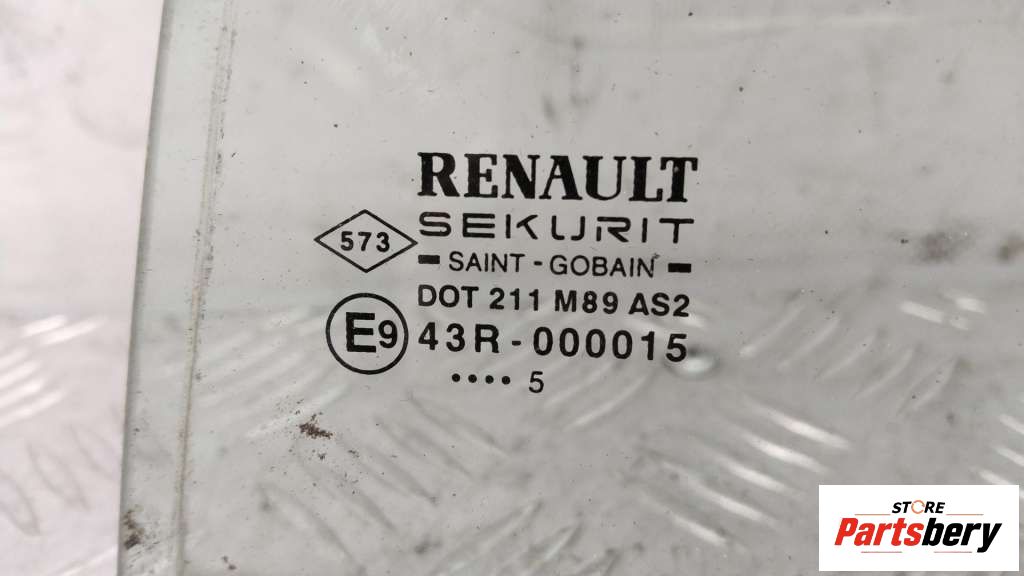 RENAULT
SEKURIT
573
SAINT - GOBAIN
DOT 211 M89 AS2
E9
43R - 000015
•••• 5
STORE
Partsbery